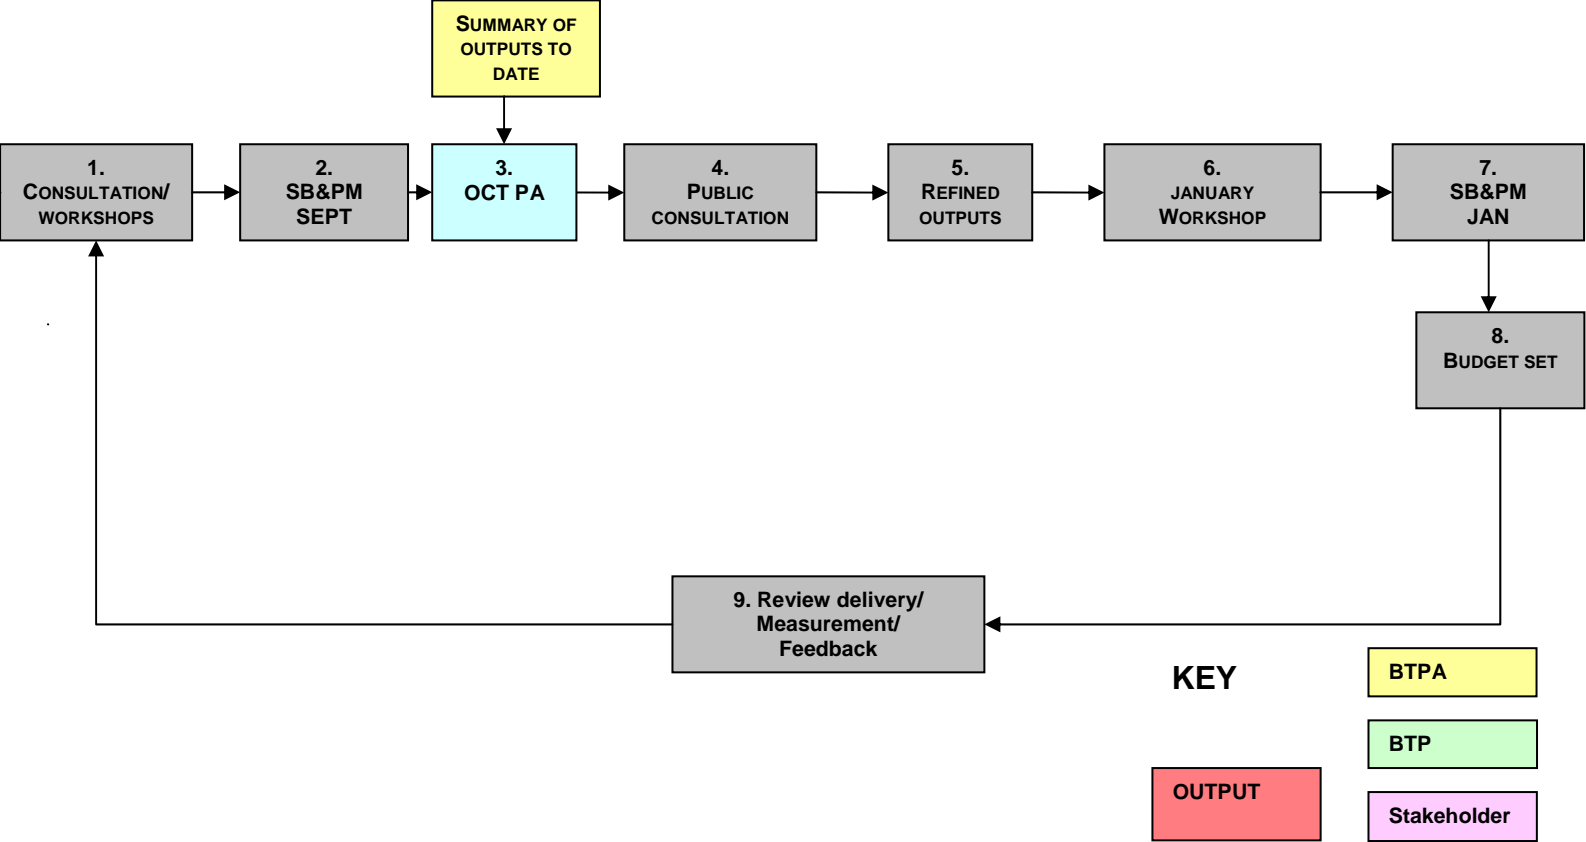 SUMMARY OF
OUTPUTS TO
DATE
1.
CONSULTATION/
WORKSHOPS
2.
SB&PM
SEPT
3.
OCT PA
4.
PUBLIC
CONSULTATION
5.
REFINED
OUTPUTS
6.
JANUARY
WORKSHOP
7.
SB&PM
JAN
8.
BUDGET SET
9. Review delivery/
Measurement/
Feedback
KEY
BTPA
BTP
OUTPUT
Stakeholder